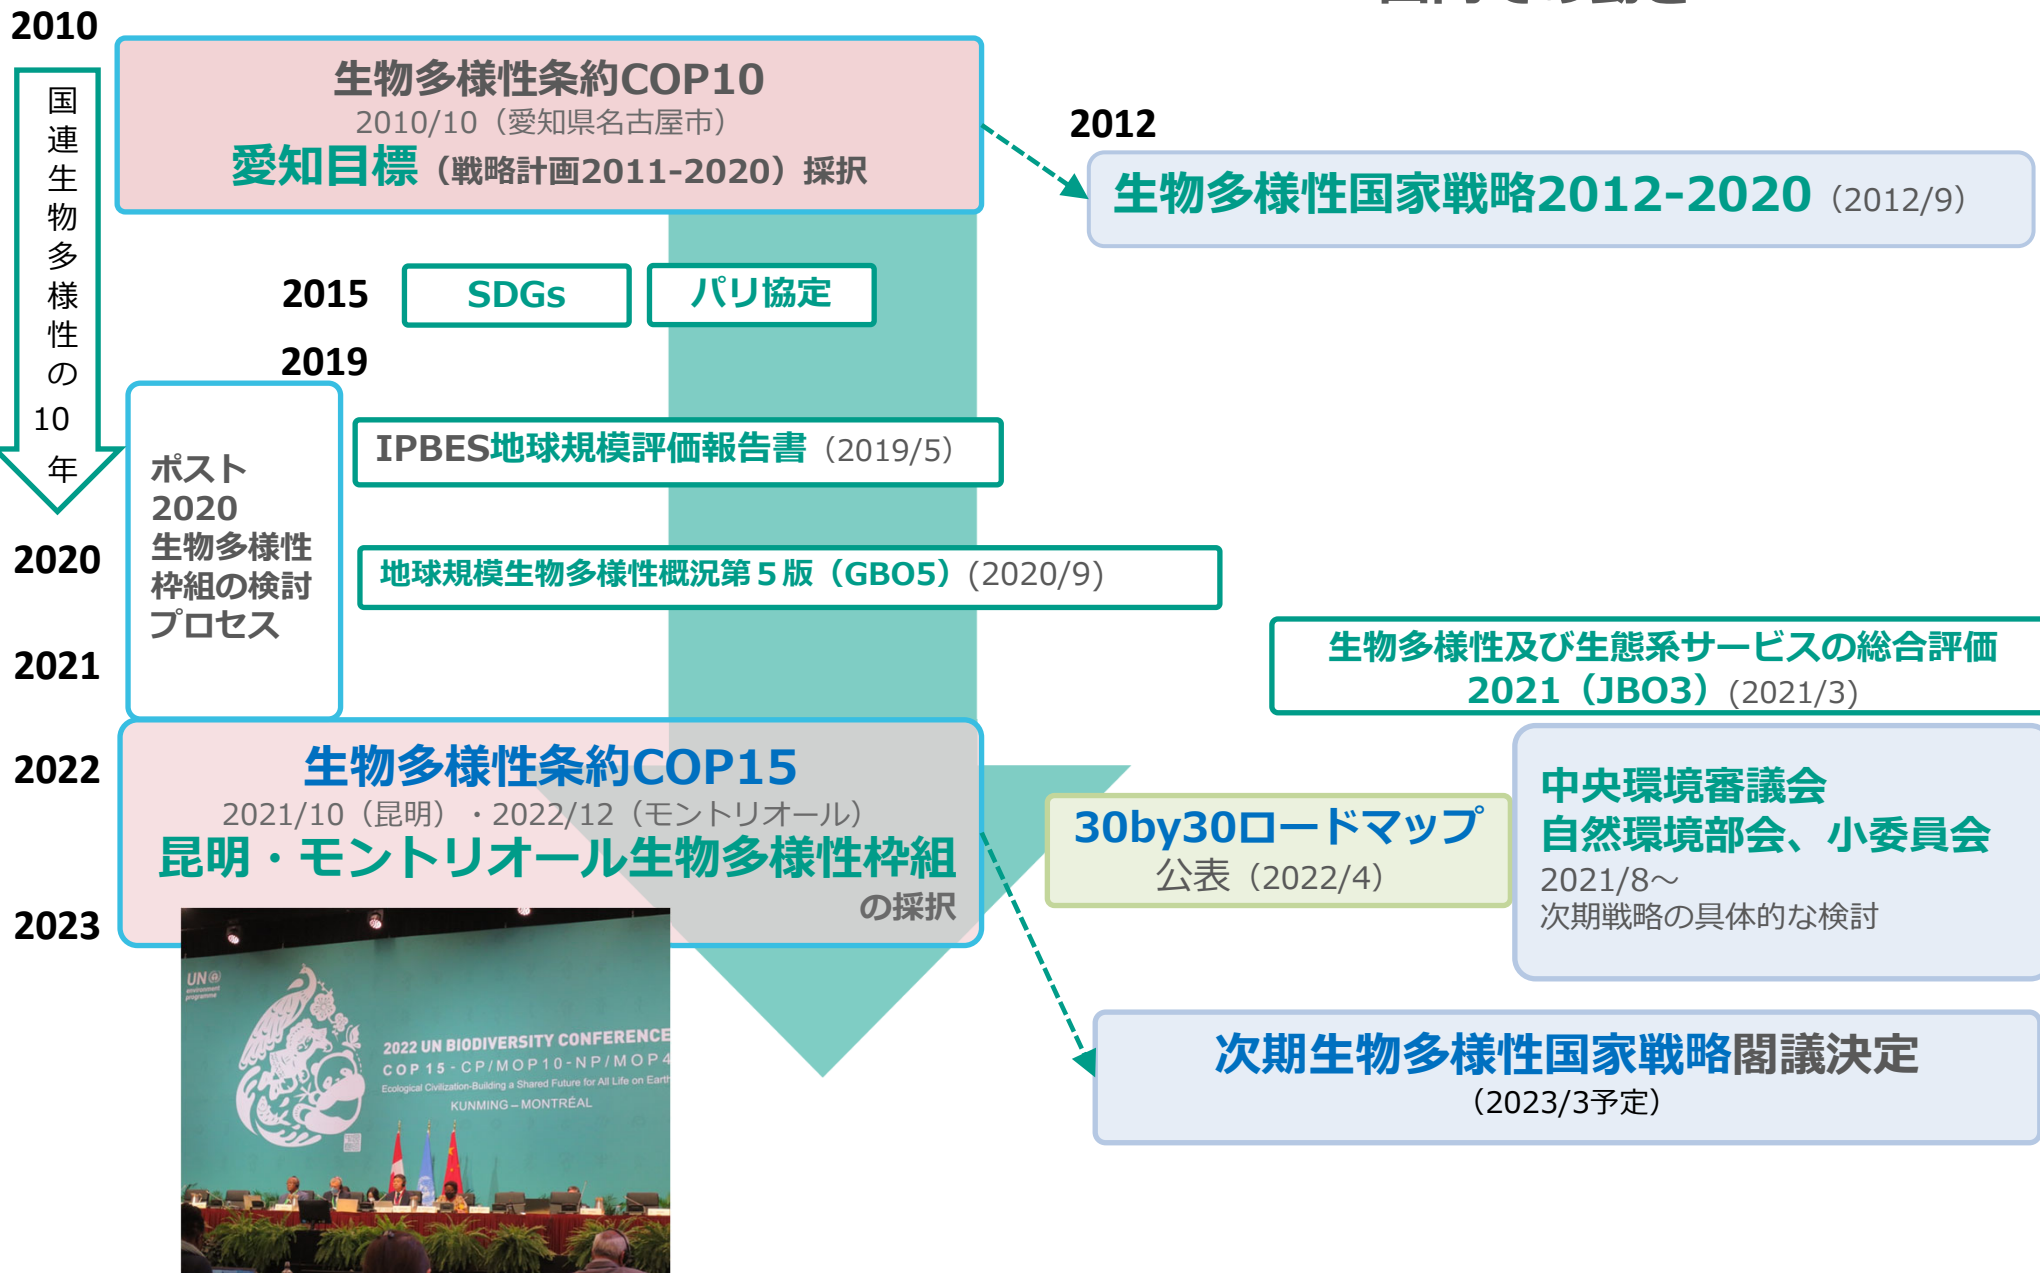 国内での動き
2010
国連生物多様性の10年
生物多様性条約COP10
2010/10（愛知県名古屋市）
愛知目標（戦略計画2011-2020）採択
2012
生物多様性国家戦略2012-2020（2012/9）
2015
SDGs
パリ協定
2019
ポスト
2020
生物多様性
枠組の検討
プロセス
IPBES地球規模評価報告書（2019/5）
2020
地球規模生物多様性概況第５版（GBO5）(2020/9)
2021
生物多様性及び生態系サービスの総合評価
2021（JBO3）(2021/3)
2022
生物多様性条約COP15
2021/10（昆明）・2022/12（モントリオール）
昆明・モントリオール生物多様性枠組
の採択
2023
30by30ロードマップ
公表（2022/4）
中央環境審議会
自然環境部会、小委員会
2021/8～
次期戦略の具体的な検討
次期生物多様性国家戦略閣議決定
（2023/3予定）
UN
environment
programme
2022 UN BIODIVERSITY CONFERENCE
COP 15 - CP/MOP10-NP/MOP4
Ecological Civilization-Building a Shared Future for All Life on Earth
KUNMING – MONTRÉAL